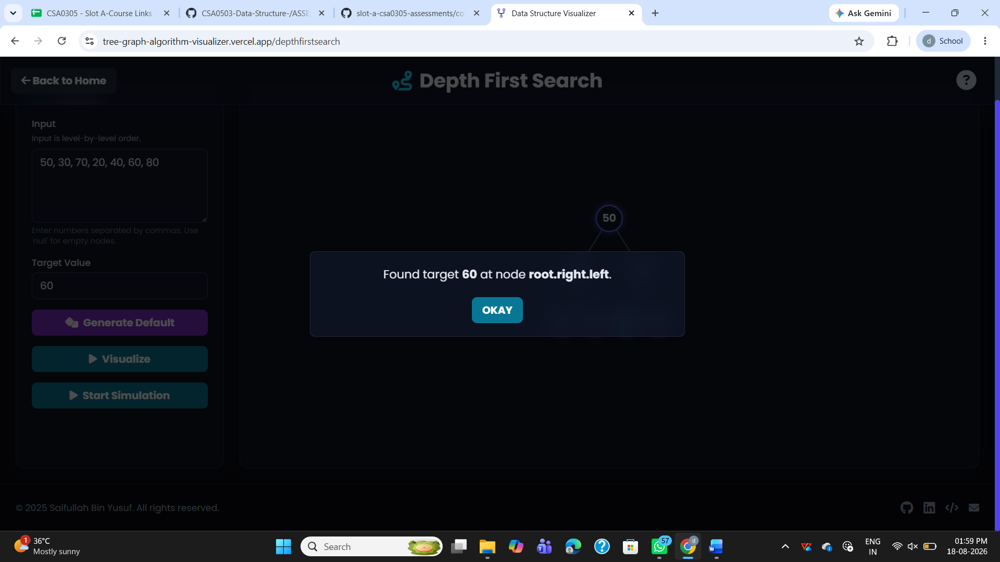 CSA0305 - Slot A-Course Links
CSA0503-Data-Structure-/ASSE
slot-a-csa0305-assessments/co
Data Structure Visualizer
Ask Gemini
tree-graph-algorithm-visualizer.vercel.app/depthfirstsearch
d School
Back to Home
Depth First Search
?
Input
Input is level-by-level order.
50, 30, 70, 20, 40, 60, 80
Enter numbers separated by commas. Use
'null' for empty nodes.
Target Value
60
Generate Default
Visualize
Start Simulation
50
Found target 60 at node root.right.left.
OKAY
© 2025 Saifullah Bin Yusuf. All rights reserved.
1
36°C
Mostly sunny
Search
57
d
ENG
IN
01:59 PM
18-08-2026